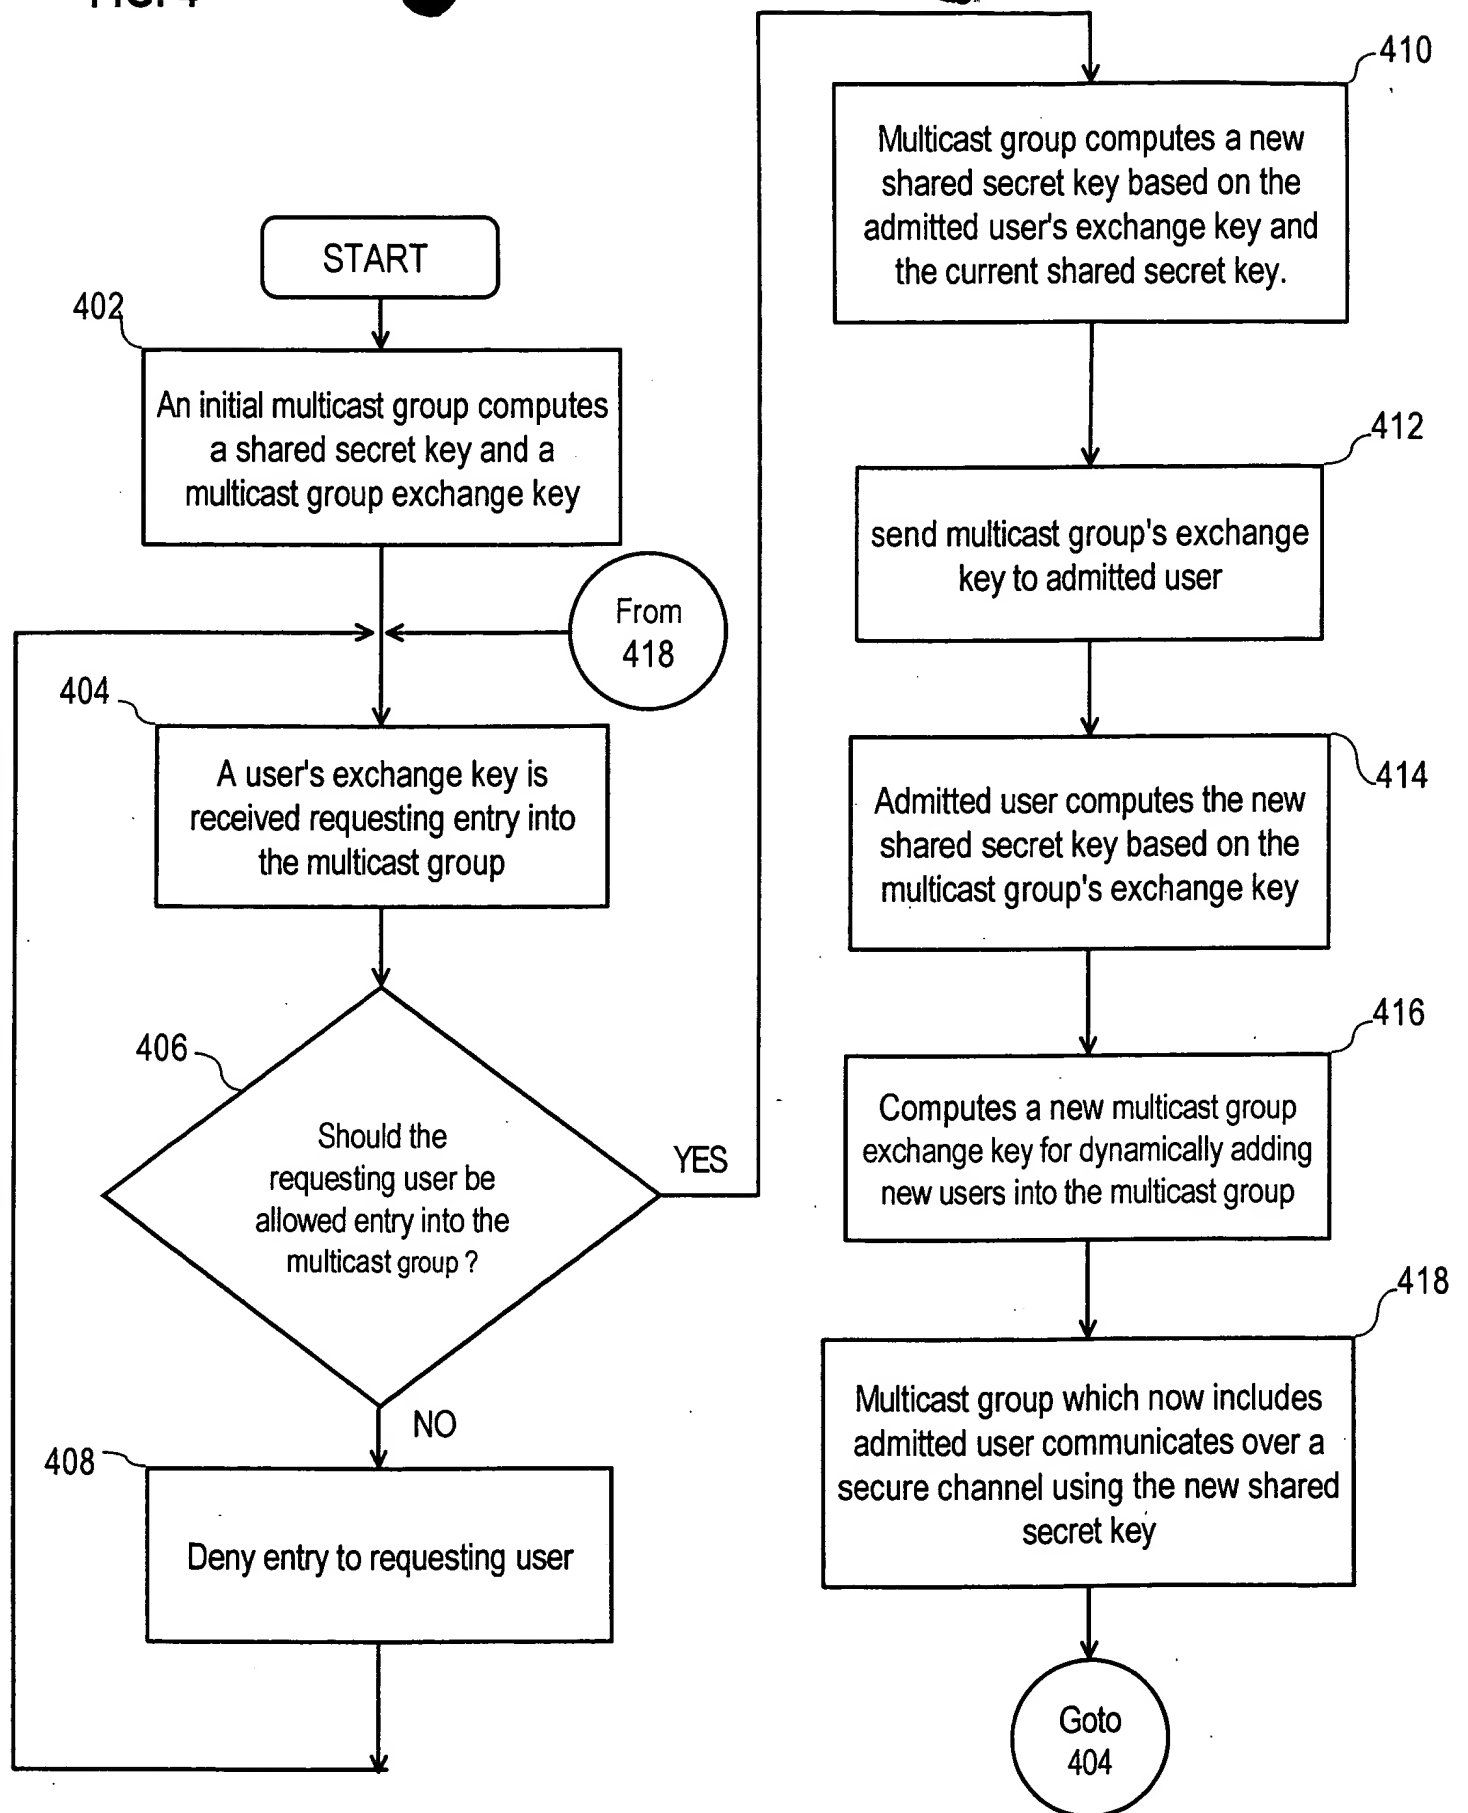 FIG. 4
START
402
An initial multicast group computes
a shared secret key and a
multicast group exchange key
From
418
404
A user's exchange key is
received requesting entry into
the multicast group
406
Should the
requesting user be
allowed entry into the
multicast group ?
YES
NO
408
Deny entry to requesting user
410
Multicast group computes a new
shared secret key based on the
admitted user's exchange key and
the current shared secret key.
412
send multicast group's exchange
key to admitted user
414
Admitted user computes the new
shared secret key based on the
multicast group's exchange key
416
Computes a new multicast group
exchange key for dynamically adding
new users into the multicast group
418
Multicast group which now includes
admitted user communicates over a
secure channel using the new shared
secret key
Goto
404